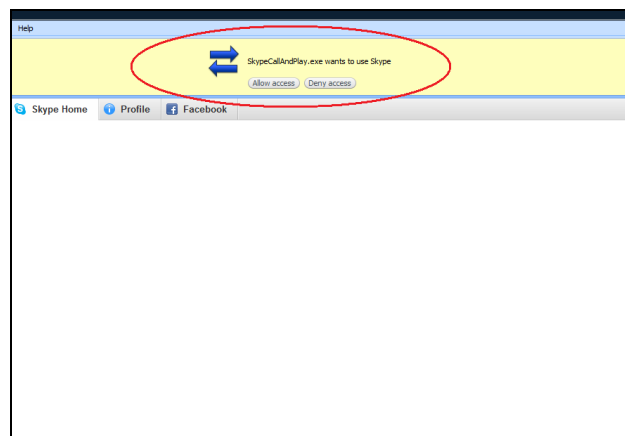 Help
SkypeCallAndPlay.exe wants to use Skype
Allow access Deny access
Skype Home Profile Facebook